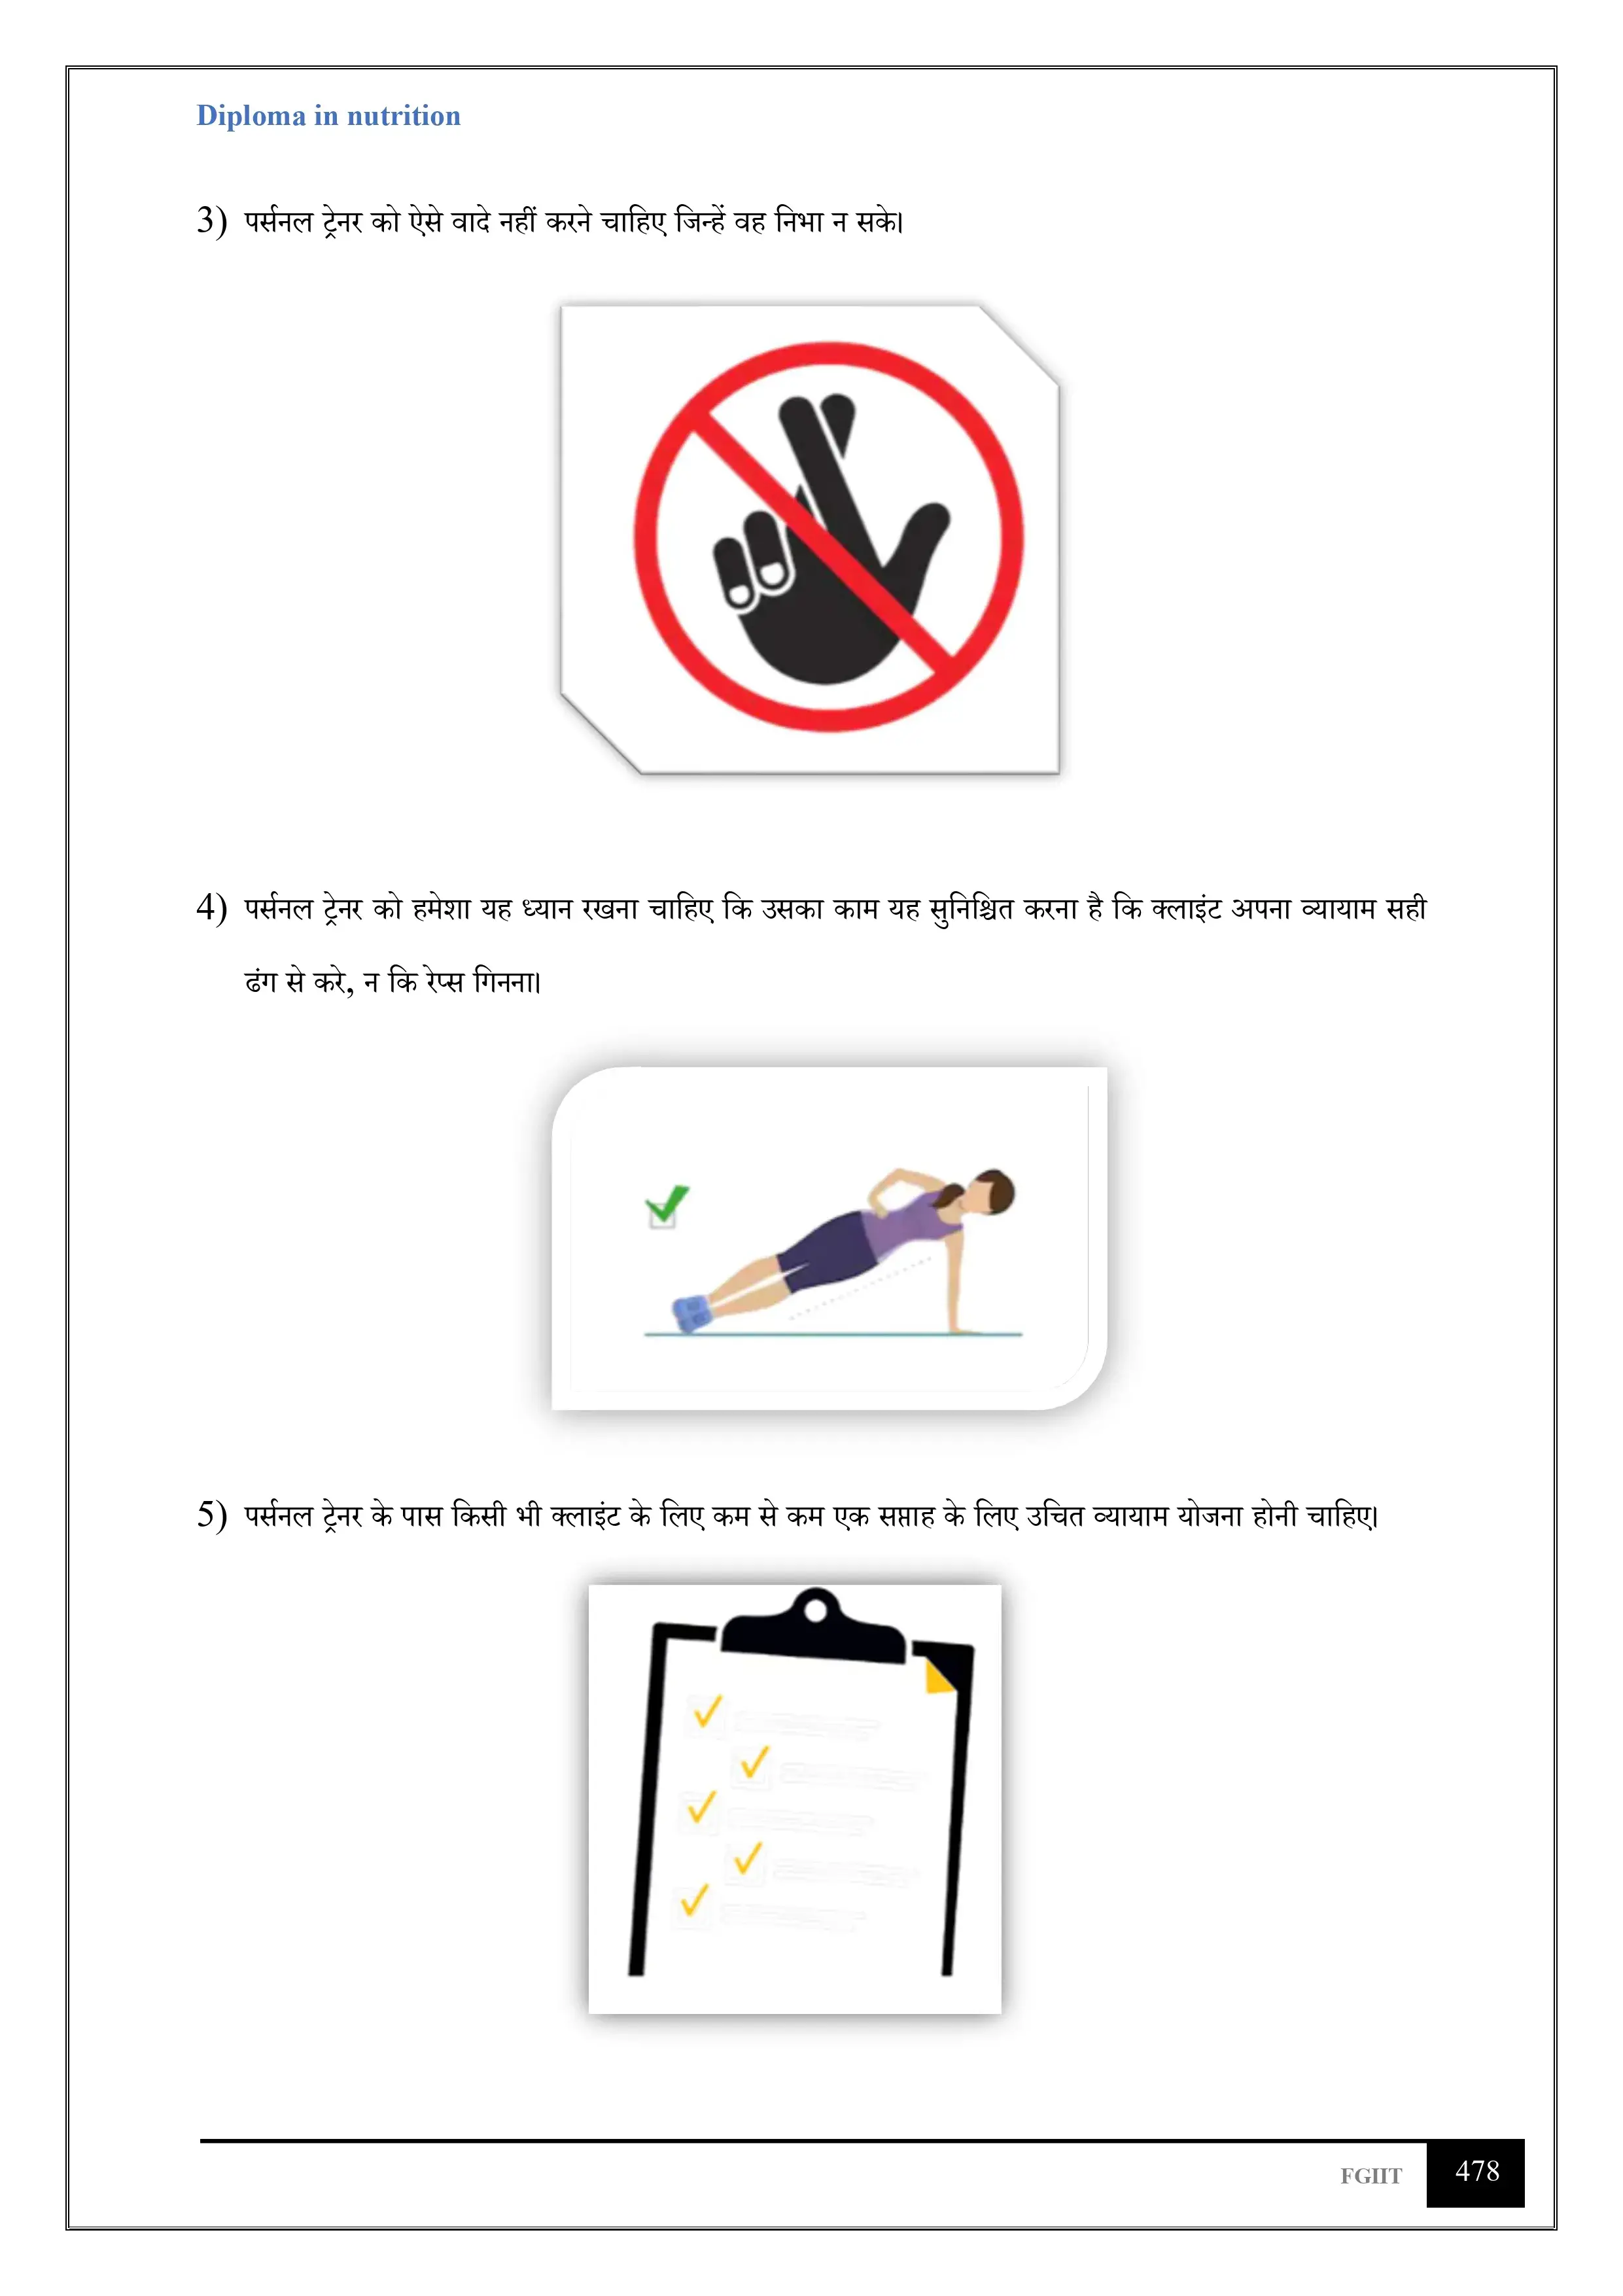 Diploma in nutrition
3) पर्सनल ट्रेनर को ऐसे वादे नहीं करने चाहिए जिन्हें वह निभा न सके।
4) पर्सनल ट्रेनर को हमेशा यह ध्यान रखना चाहिए कि उसका काम यह सुनिश्चित करना है कि क्लाइंट अपना व्यायाम सही
ढंग से करे, न कि रेप्स गिनना।
5) पर्सनल ट्रेनर के पास किसी भी क्लाइंट के लिए कम से कम एक सप्ताह के लिए उचित व्यायाम योजना होनी चाहिए।
FGIIT 478